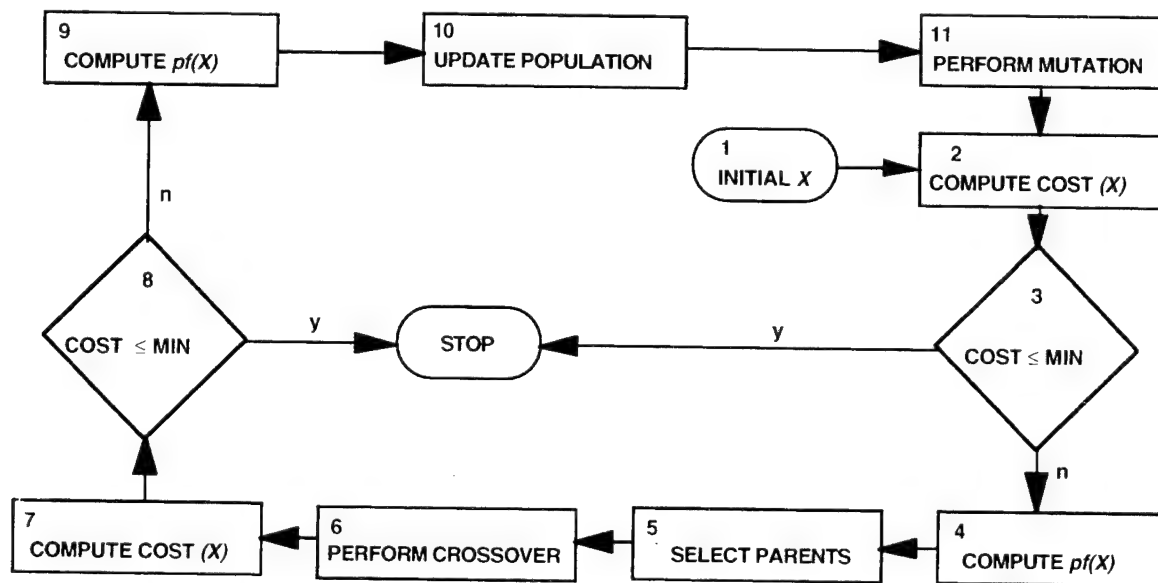 9
COMPUTE pf(X)
10
UPDATE POPULATION
11
PERFORM MUTATION
1
INITIAL X
2
COMPUTE COST (X)
n
8
COST ≤ MIN
y
STOP
y
3
COST ≤ MIN
n
7
COMPUTE COST (X)
6
PERFORM CROSSOVER
5
SELECT PARENTS
4
COMPUTE pf(X)